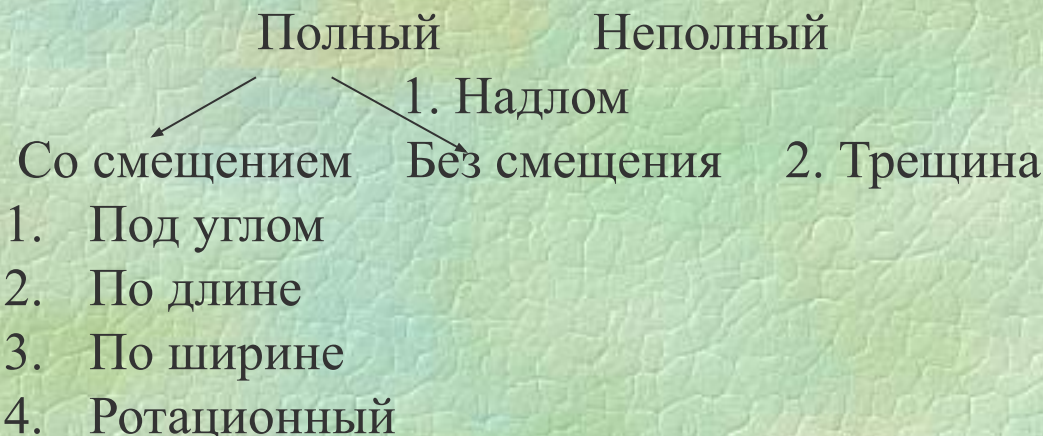 Полный Неполный
1. Надлом
Со смещением Без смещения 2. Трещина
1. Под углом
2. По длине
3. По ширине
4. Ротационный